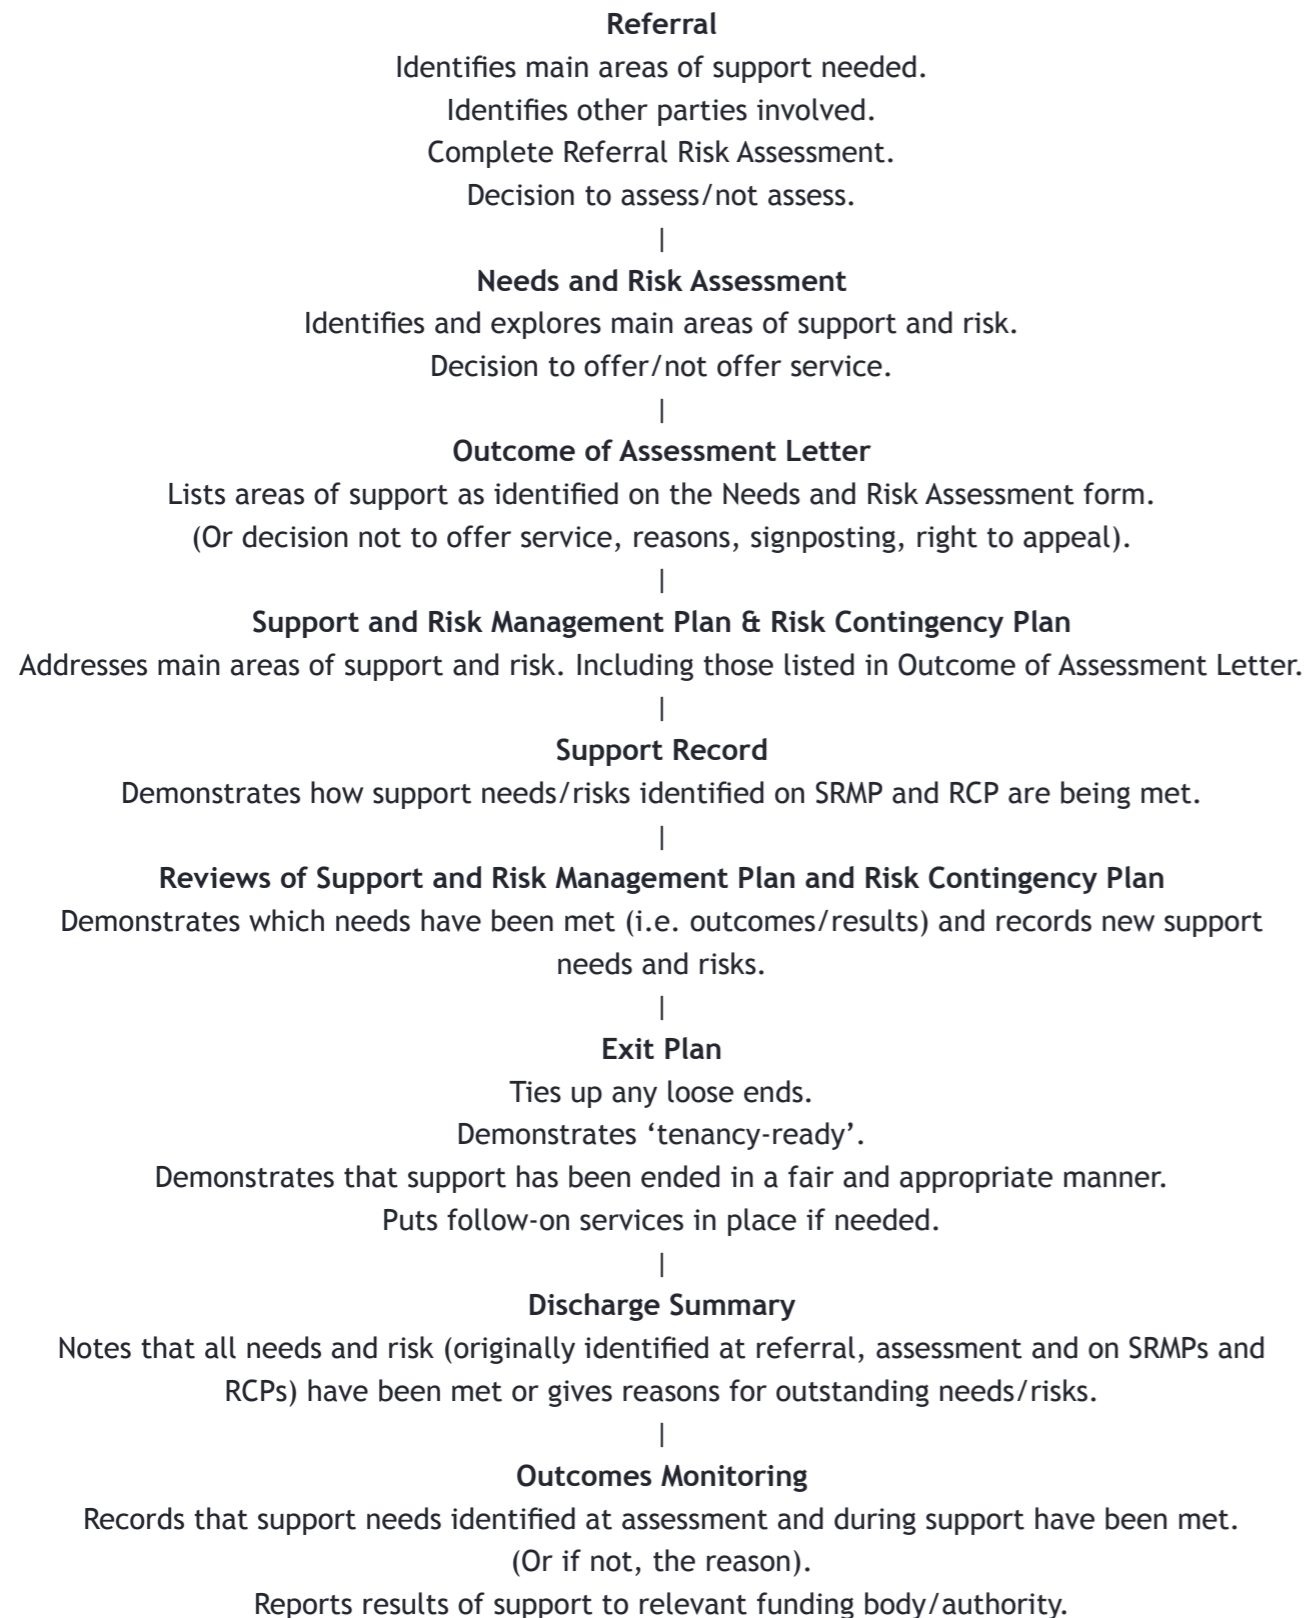 Referral
Identifies main areas of support needed.
Identifies other parties involved.
Complete Referral Risk Assessment.
Decision to assess/not assess.
|
Needs and Risk Assessment
Identifies and explores main areas of support and risk.
Decision to offer/not offer service.
|
Outcome of Assessment Letter
Lists areas of support as identified on the Needs and Risk Assessment form.
(Or decision not to offer service, reasons, signposting, right to appeal).
|
Support and Risk Management Plan & Risk Contingency Plan
Addresses main areas of support and risk. Including those listed in Outcome of Assessment Letter.
|
Support Record
Demonstrates how support needs/risks identified on SRMP and RCP are being met.
|
Reviews of Support and Risk Management Plan and Risk Contingency Plan
Demonstrates which needs have been met (i.e. outcomes/results) and records new support
needs and risks.
|
Exit Plan
Ties up any loose ends.
Demonstrates ‘tenancy-ready’.
Demonstrates that support has been ended in a fair and appropriate manner.
Puts follow-on services in place if needed.
|
Discharge Summary
Notes that all needs and risk (originally identified at referral, assessment and on SRMPs and
RCPs) have been met or gives reasons for outstanding needs/risks.
|
Outcomes Monitoring
Records that support needs identified at assessment and during support have been met.
(Or if not, the reason).
Reports results of support to relevant funding body/authority.